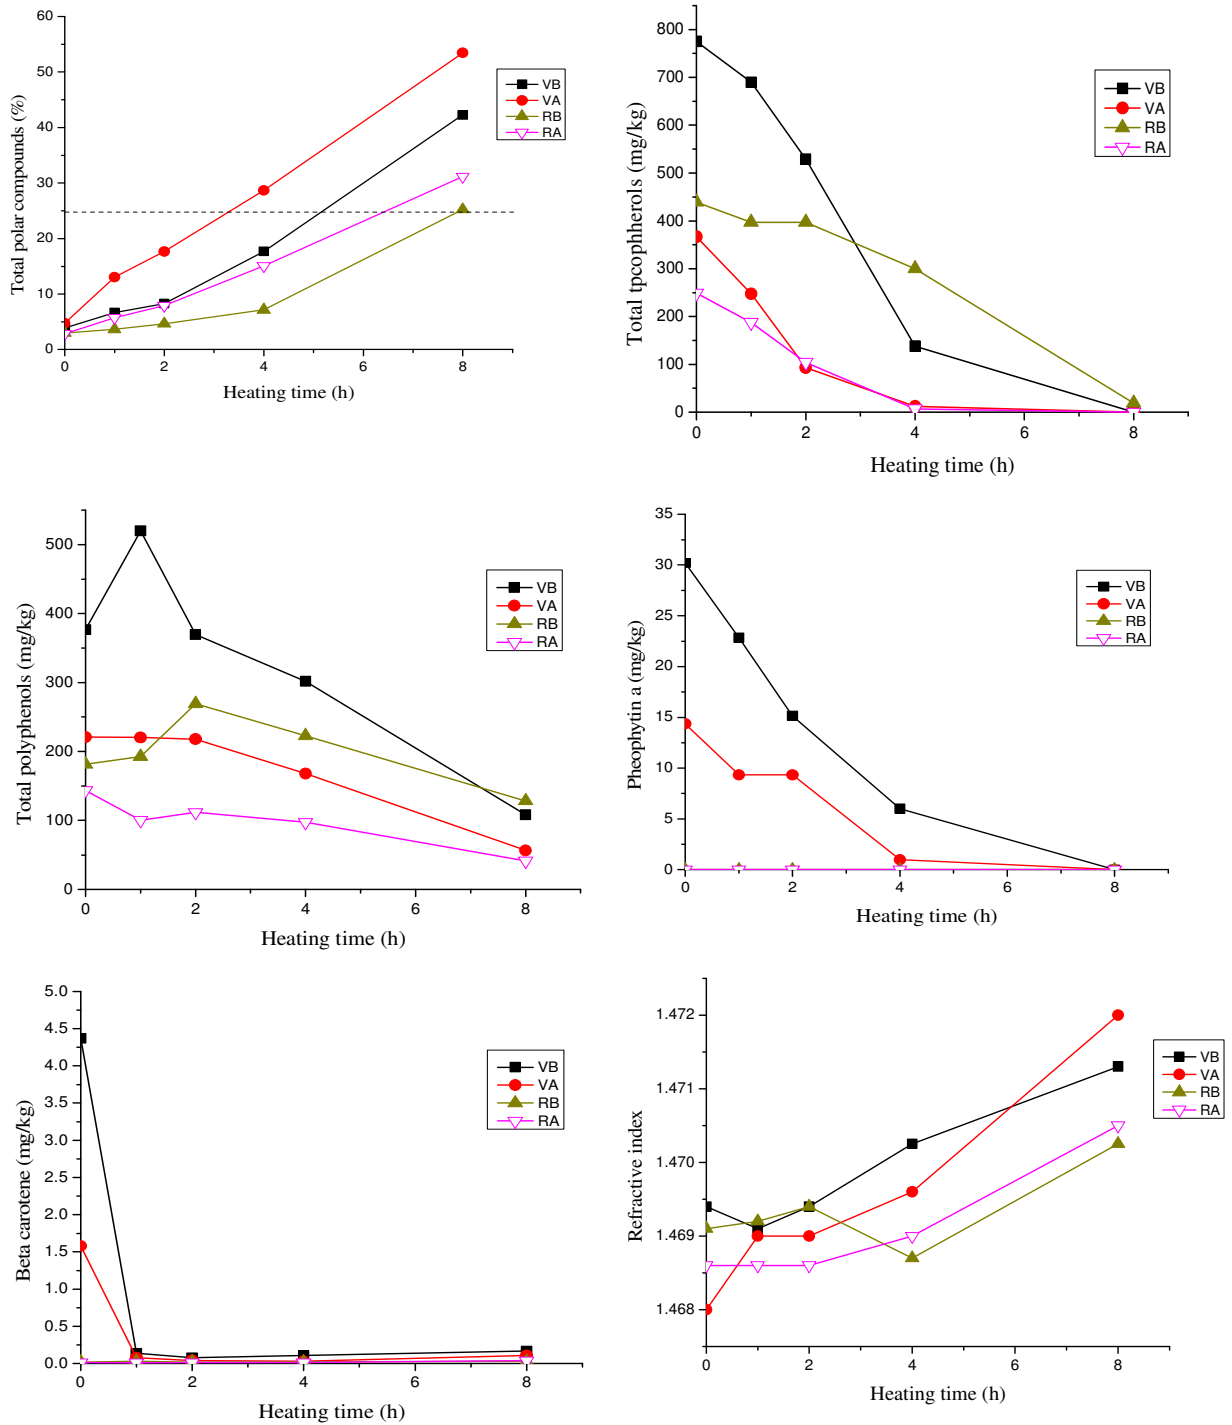 Total polar compounds (%)
60
50
40
30
20
10
0
0
2
4
6
8
Heating time (h)
VB
VA
RB
RA
Total tpcophherols (mg/kg)
800
700
600
500
400
300
200
100
0
0
2
4
6
8
Heating time (h)
VB
VA
RB
RA
Total polyphenols (mg/kg)
500
400
300
200
100
0
0
2
4
6
8
Heating time (h)
VB
VA
RB
RA
Pheophytin a (mg/kg)
35
30
25
20
15
10
5
0
0
2
4
6
8
Heating time (h)
VB
VA
RB
RA
Beta carotene (mg/kg)
5.0
4.5
4.0
3.5
3.0
2.5
2.0
1.5
1.0
0.5
0.0
0
2
4
6
8
Heating time (h)
VB
VA
RB
RA
Refractive index
1.472
1.471
1.470
1.469
1.468
0
2
4
6
8
Heating time (h)
VB
VA
RB
RA